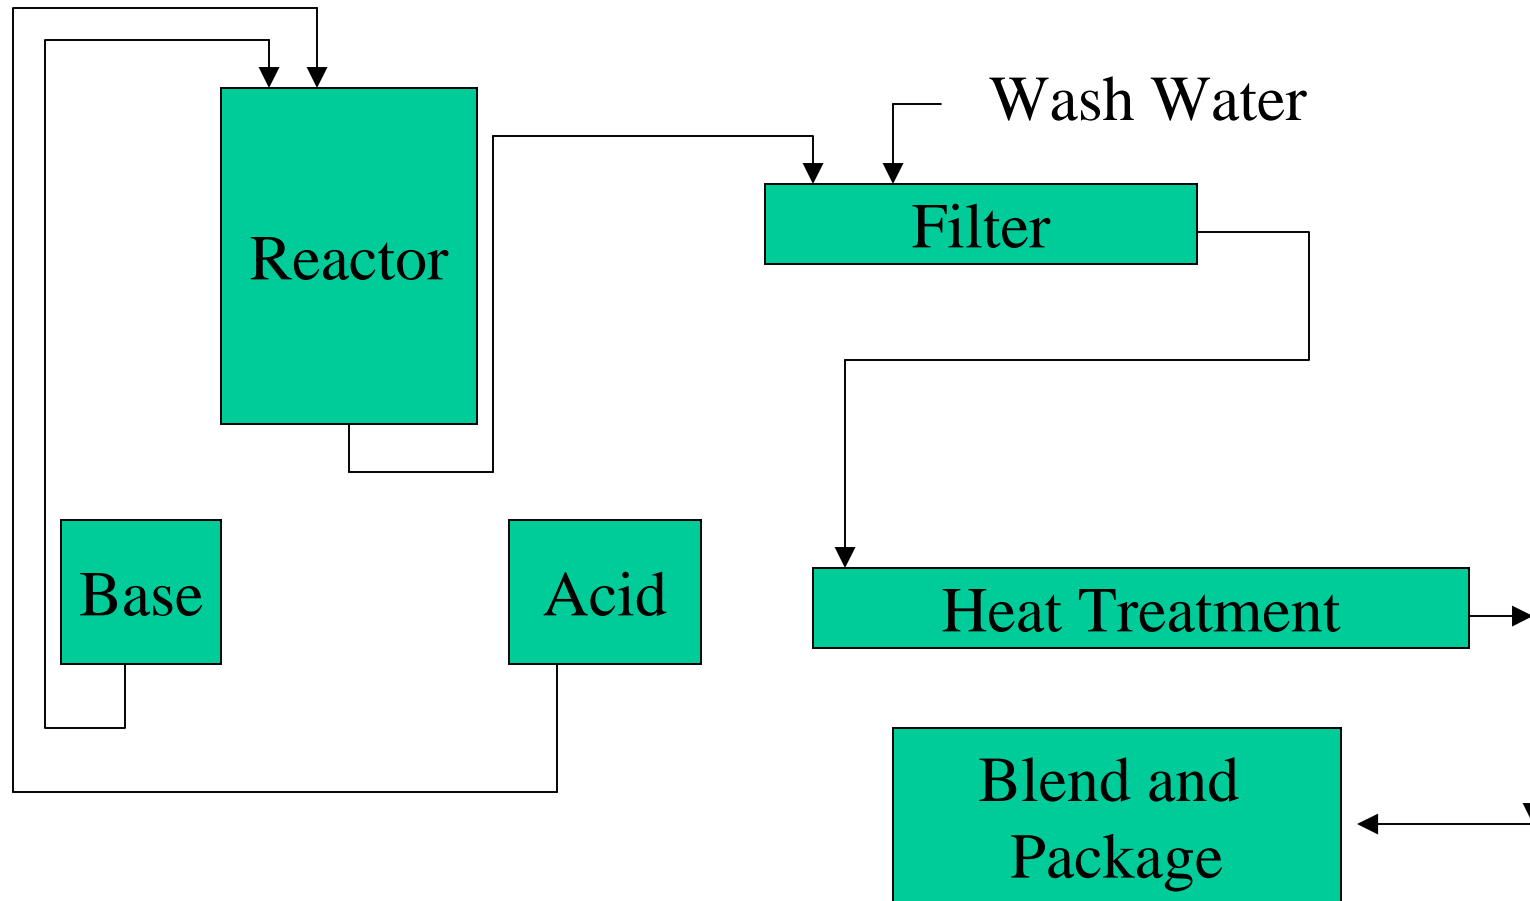 Wash Water
Filter
Reactor
Base
Acid
Heat Treatment
Blend and
Package